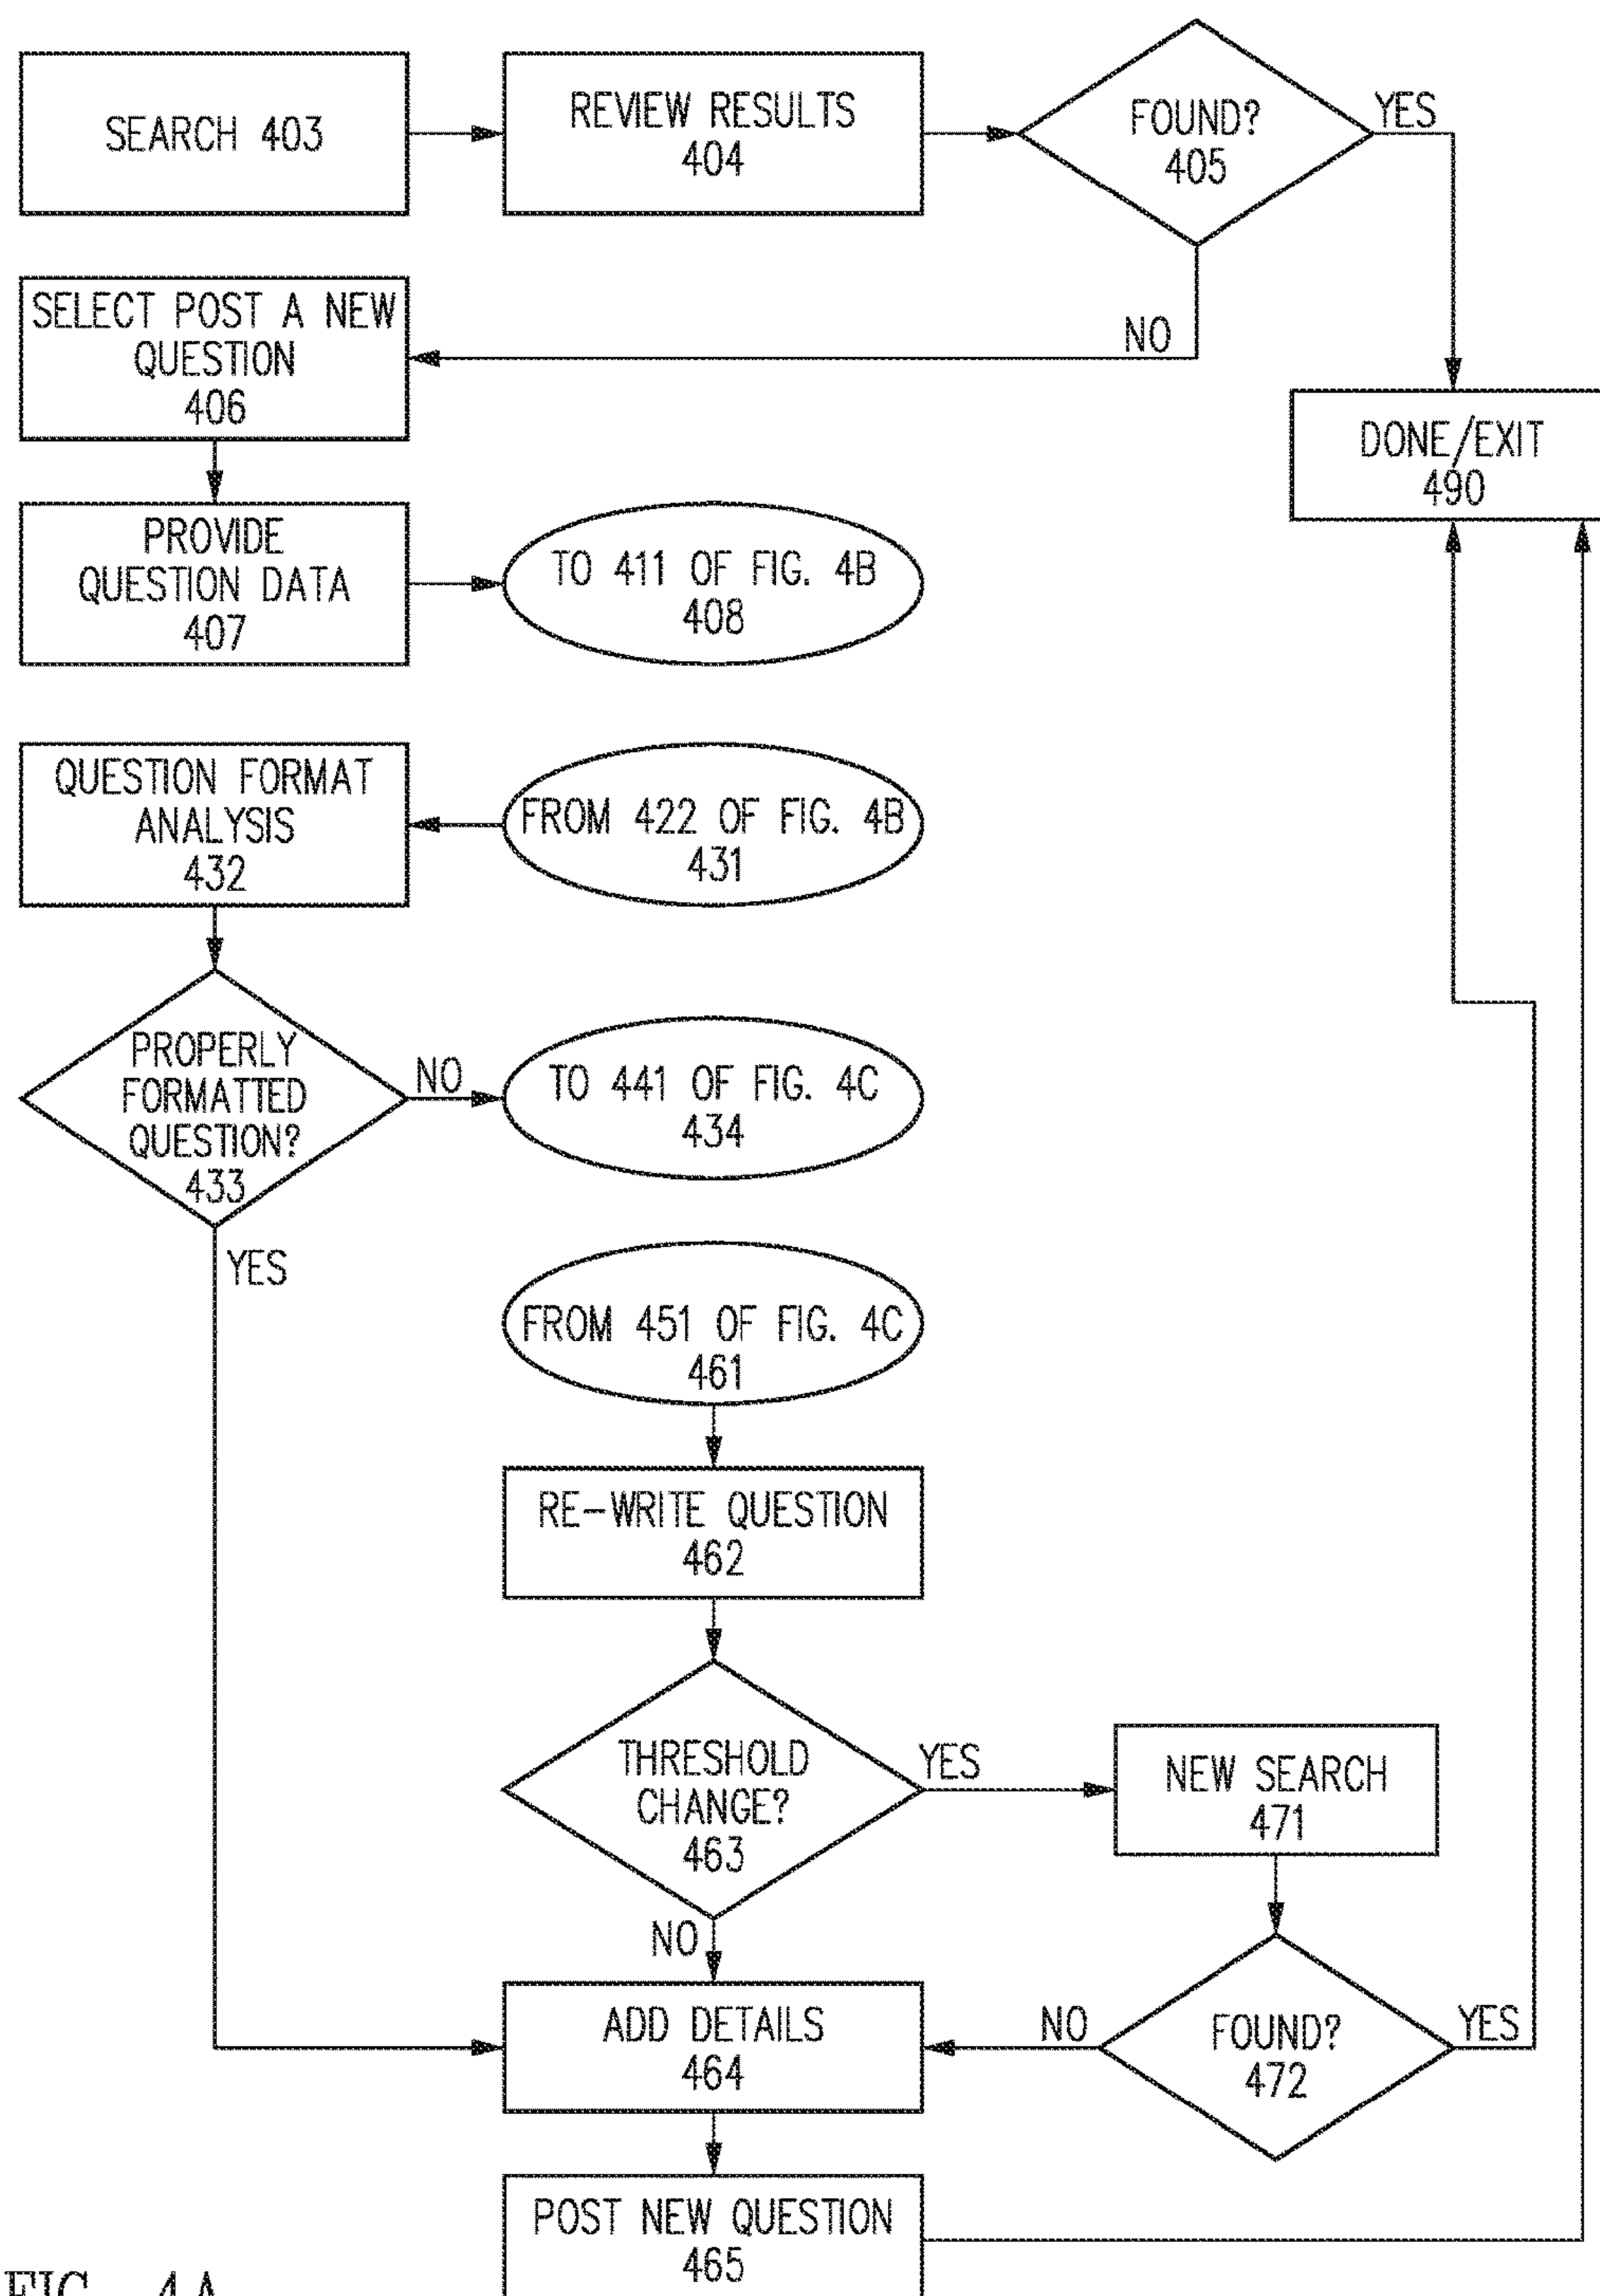 SEARCH 403
REVIEW RESULTS
404
FOUND?
405
YES
NO
SELECT POST A NEW
QUESTION
406
DONE/EXIT
490
PROVIDE
QUESTION DATA
407
TO 411 OF FIG. 4B
408
QUESTION FORMAT
ANALYSIS
432
FROM 422 OF FIG. 4B
431
PROPERLY
FORMATTED
QUESTION?
433
NO
TO 441 OF FIG. 4C
434
YES
FROM 451 OF FIG. 4C
461
RE-WRITE QUESTION
462
THRESHOLD
CHANGE?
463
YES
NEW SEARCH
471
NO
ADD DETAILS
464
NO
FOUND?
472
YES
POST NEW QUESTION
465
FIG. 4A